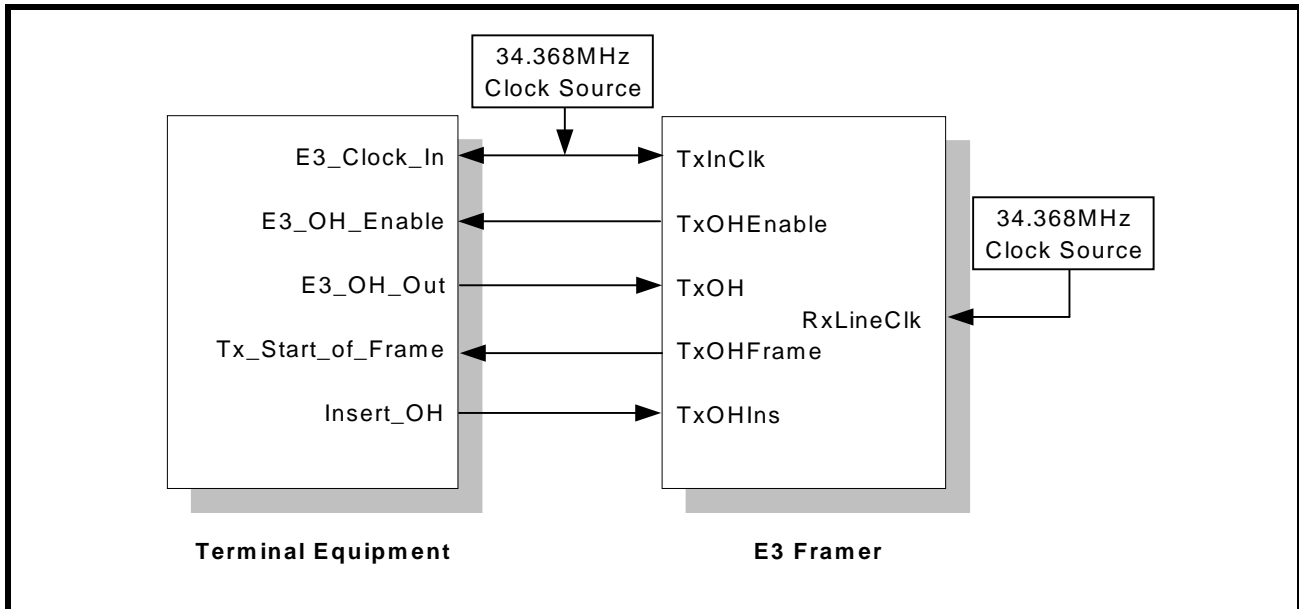 34.368MHz
Clock Source
E3_Clock_In
TxInClk
E3_OH_Enable
TxOHEnable
34.368MHz
Clock Source
E3_OH_Out
TxOH
RxLineClk
Tx_Start_of_Frame
TxOHFrame
Insert_OH
TxOHIns
Terminal Equipment
E3 Framer